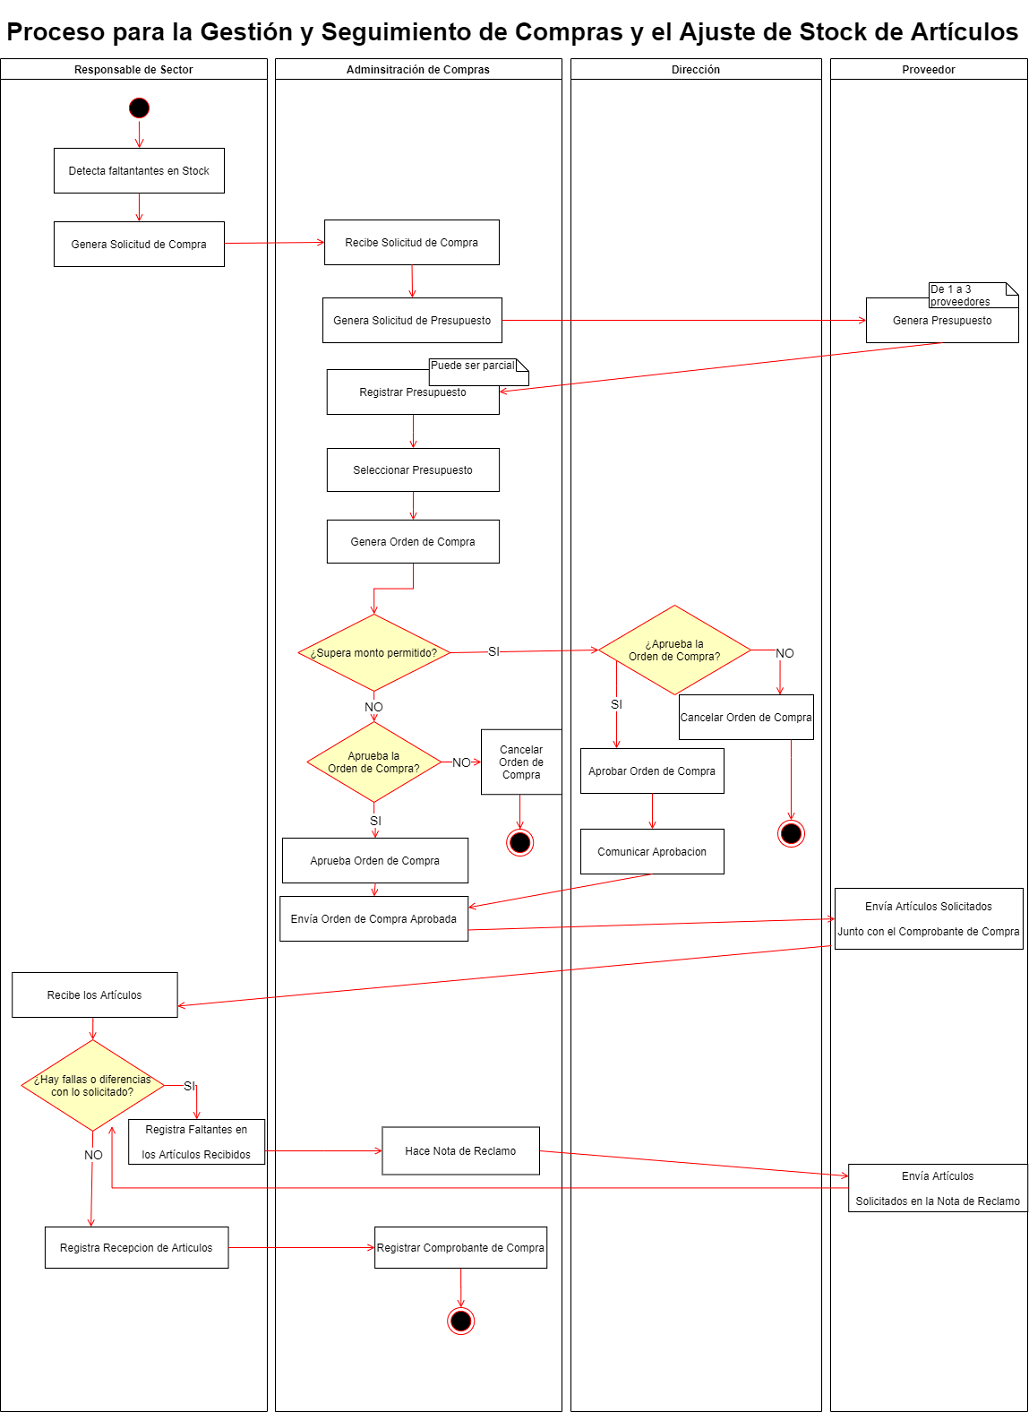 Proceso para la Gestión y Seguimiento de Compras y el Ajuste de Stock de Artículos
Responsable de Sector
Adminsitración de Compras
Dirección
Proveedor
Detecta faltantantes en Stock
Genera Solicitud de Compra
Recibe Solicitud de Compra
De 1 a 3
proveedores
Genera Solicitud de Presupuesto
Genera Presupuesto
Puede ser parcial
Registrar Presupuesto
Seleccionar Presupuesto
Genera Orden de Compra
¿Supera monto permitido?
SI
¿Aprueba la
Orden de Compra?
NO
SI
NO
Cancelar Orden de Compra
Aprueba la
Orden de Compra?
NO
Cancelar
Orden de
Compra
Aprobar Orden de Compra
SI
Aprueba Orden de Compra
Comunicar Aprobacion
Envía Orden de Compra Aprobada
Envía Artículos Solicitados
Junto con el Comprobante de Compra
Recibe los Artículos
¿Hay fallas o diferencias
con lo solicitado?
SI
Registra Faltantes en
los Artículos Recibidos
NO
Hace Nota de Reclamo
Envía Artículos
Solicitados en la Nota de Reclamo
Registra Recepcion de Articulos
Registrar Comprobante de Compra